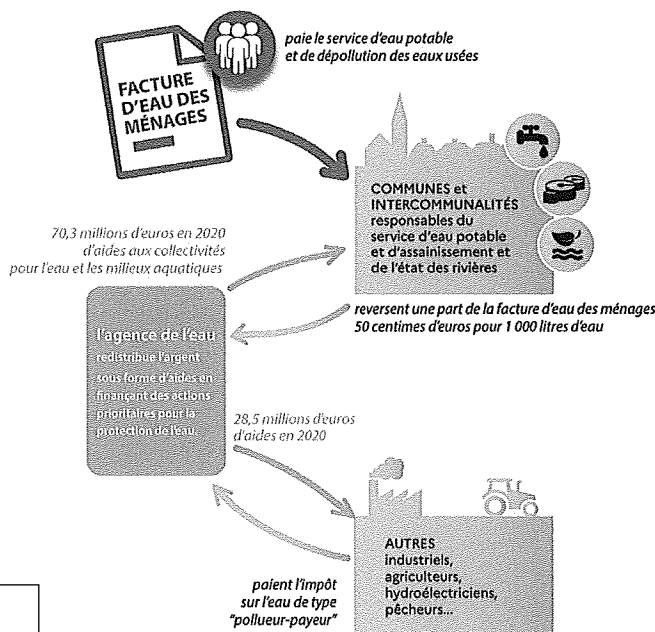 paie le service d'eau potable
et de dépollution des eaux usées
FACTURE
D'EAU DES
MÉNAGES
COMMUNES et
INTERCOMMUNALITÉS
responsables du
service d'eau potable
et d'assainissement et
de l'état des rivières
70,3 millions d'euros en 2020
d'aides aux collectivités
pour l'eau et les milieux aquatiques
reversent une part de la facture d'eau des ménages
50 centimes d'euros pour 1 000 litres d'eau
l'agence de l'eau
redistribue l'argent
sous forme d'aides en
finançant des actions
prioritaires pour la
protection de l'eau.
28,5 millions d'euros
d'aides en 2020
AUTRES
industriels,
agriculteurs,
hydroélectriciens,
pêcheurs...
paient l'impôt
sur l'eau de type
"pollueur-payeur"